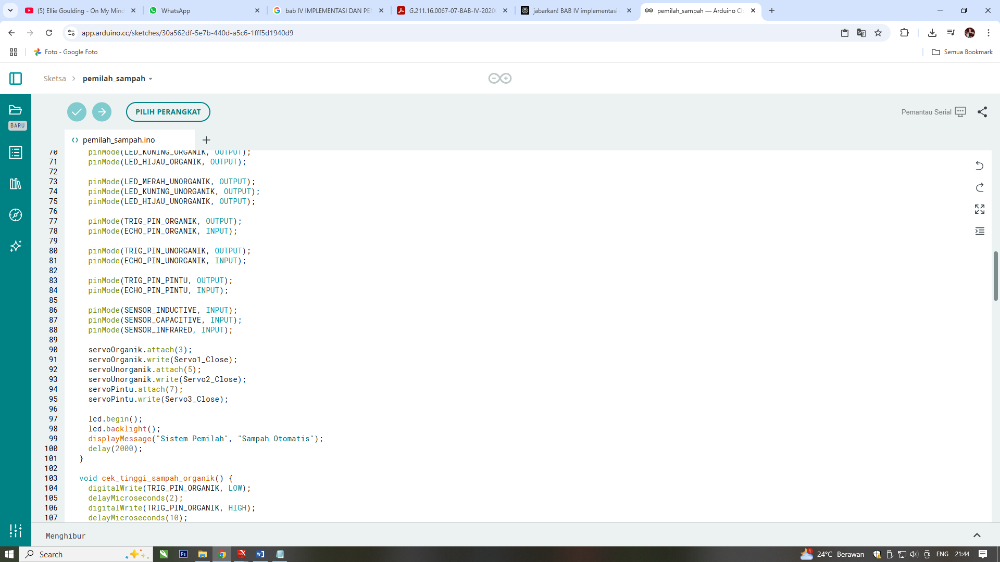 (5) Ellie Goulding - On My Mind
WhatsApp
bab IV IMPLEMENTASI DAN PE
G.211.16.0067-07-BAB-IV-2020
jabarkan! BAB IV implementasi
pemilah_sampah — Arduino Cl
app.arduino.cc/sketches/30a562df-5e7b-440d-a5c6-1fff5d1940d9
Foto - Google Foto
Semua Bookmark
Sketsa > pemilah_sampah
PILIH PERANGKAT
Pemantau Serial
BARU
pemilah_sampah.ino
70 pinMode(LED_KUNING_ORGANIK, OUTPUT);
71 pinMode(LED_HIJAU_ORGANIK, OUTPUT);
72
73 pinMode(LED_MERAH_UNORGANIK, OUTPUT);
74 pinMode(LED_KUNING_UNORGANIK, OUTPUT);
75 pinMode(LED_HIJAU_UNORGANIK, OUTPUT);
76
77 pinMode(TRIG_PIN_ORGANIK, OUTPUT);
78 pinMode(ECHO_PIN_ORGANIK, INPUT);
79
80 pinMode(TRIG_PIN_UNORGANIK, OUTPUT);
81 pinMode(ECHO_PIN_UNORGANIK, INPUT);
82
83 pinMode(TRIG_PIN_PINTU, OUTPUT);
84 pinMode(ECHO_PIN_PINTU, INPUT);
85
86 pinMode(SENSOR_INDUCTIVE, INPUT);
87 pinMode(SENSOR_CAPACITIVE, INPUT);
88 pinMode(SENSOR_INFRARED, INPUT);
89
90 servoOrganik.attach(3);
91 servoOrganik.write(Servo1_Close);
92 servoUnorganik.attach(5);
93 servoUnorganik.write(Servo2_Close);
94 servoPintu.attach(7);
95 servoPintu.write(Servo3_Close);
96
97 lcd.begin();
98 lcd.backlight();
99 displayMessage("Sistem Pemilah", "Sampah Otomatis");
100 delay(2000);
101 }
102
103 void cek_tinggi_sampah_organik() {
104 digitalWrite(TRIG_PIN_ORGANIK, LOW);
105 delayMicroseconds(2);
106 digitalWrite(TRIG_PIN_ORGANIK, HIGH);
107 delayMicroseconds(10);
Menghibur
Search
Ps
1
24°C Berawan
ENG
21:44